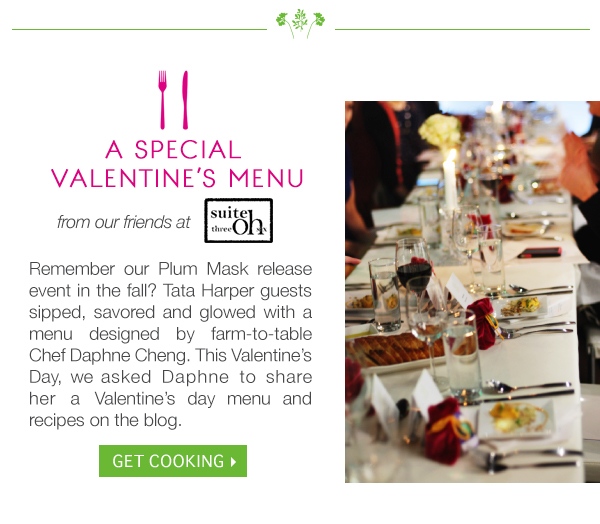 A SPECIAL
VALENTINE'S MENU
from our friends at
suite
three oh six
Remember our Plum Mask release
event in the fall? Tata Harper guests
sipped, savored and glowed with a
menu designed by farm-to-table
Chef Daphne Cheng. This Valentine's
Day, we asked Daphne to share
her a Valentine's day menu and
recipes on the blog.
GET COOKING